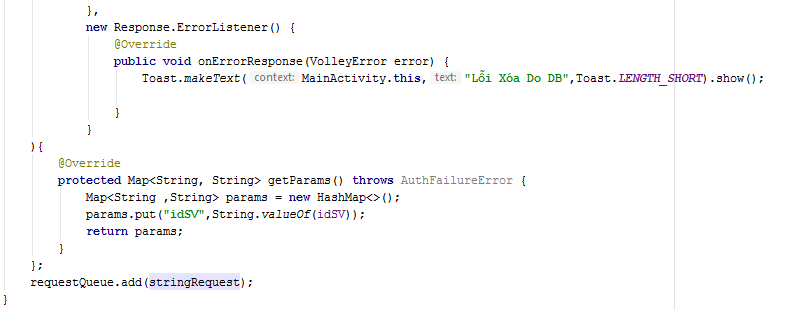 },
new Response.ErrorListener() {
@Override
public void onErrorResponse(VolleyError error) {
Toast.makeText( context: MainActivity.this, text: "Lỗi Xóa Do DB",Toast.LENGTH_SHORT).show();
}
}
){
@Override
protected Map<String, String> getParams() throws AuthFailureError {
Map<String ,String> params = new HashMap<>();
params.put("idSV",String.valueOf(idSV));
return params;
}
};
requestQueue.add(stringRequest);
}